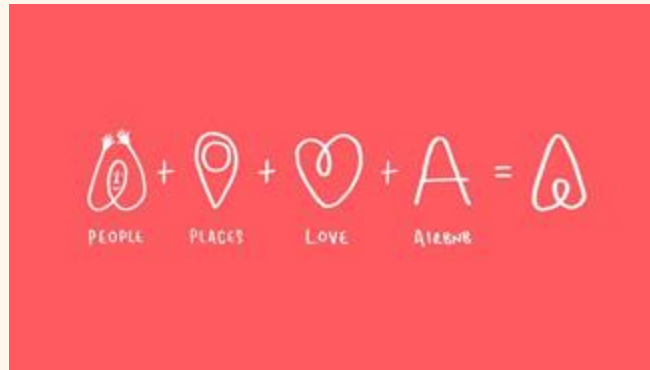 + + + A =
PEOPLE PLACES LOVE AIRBNB